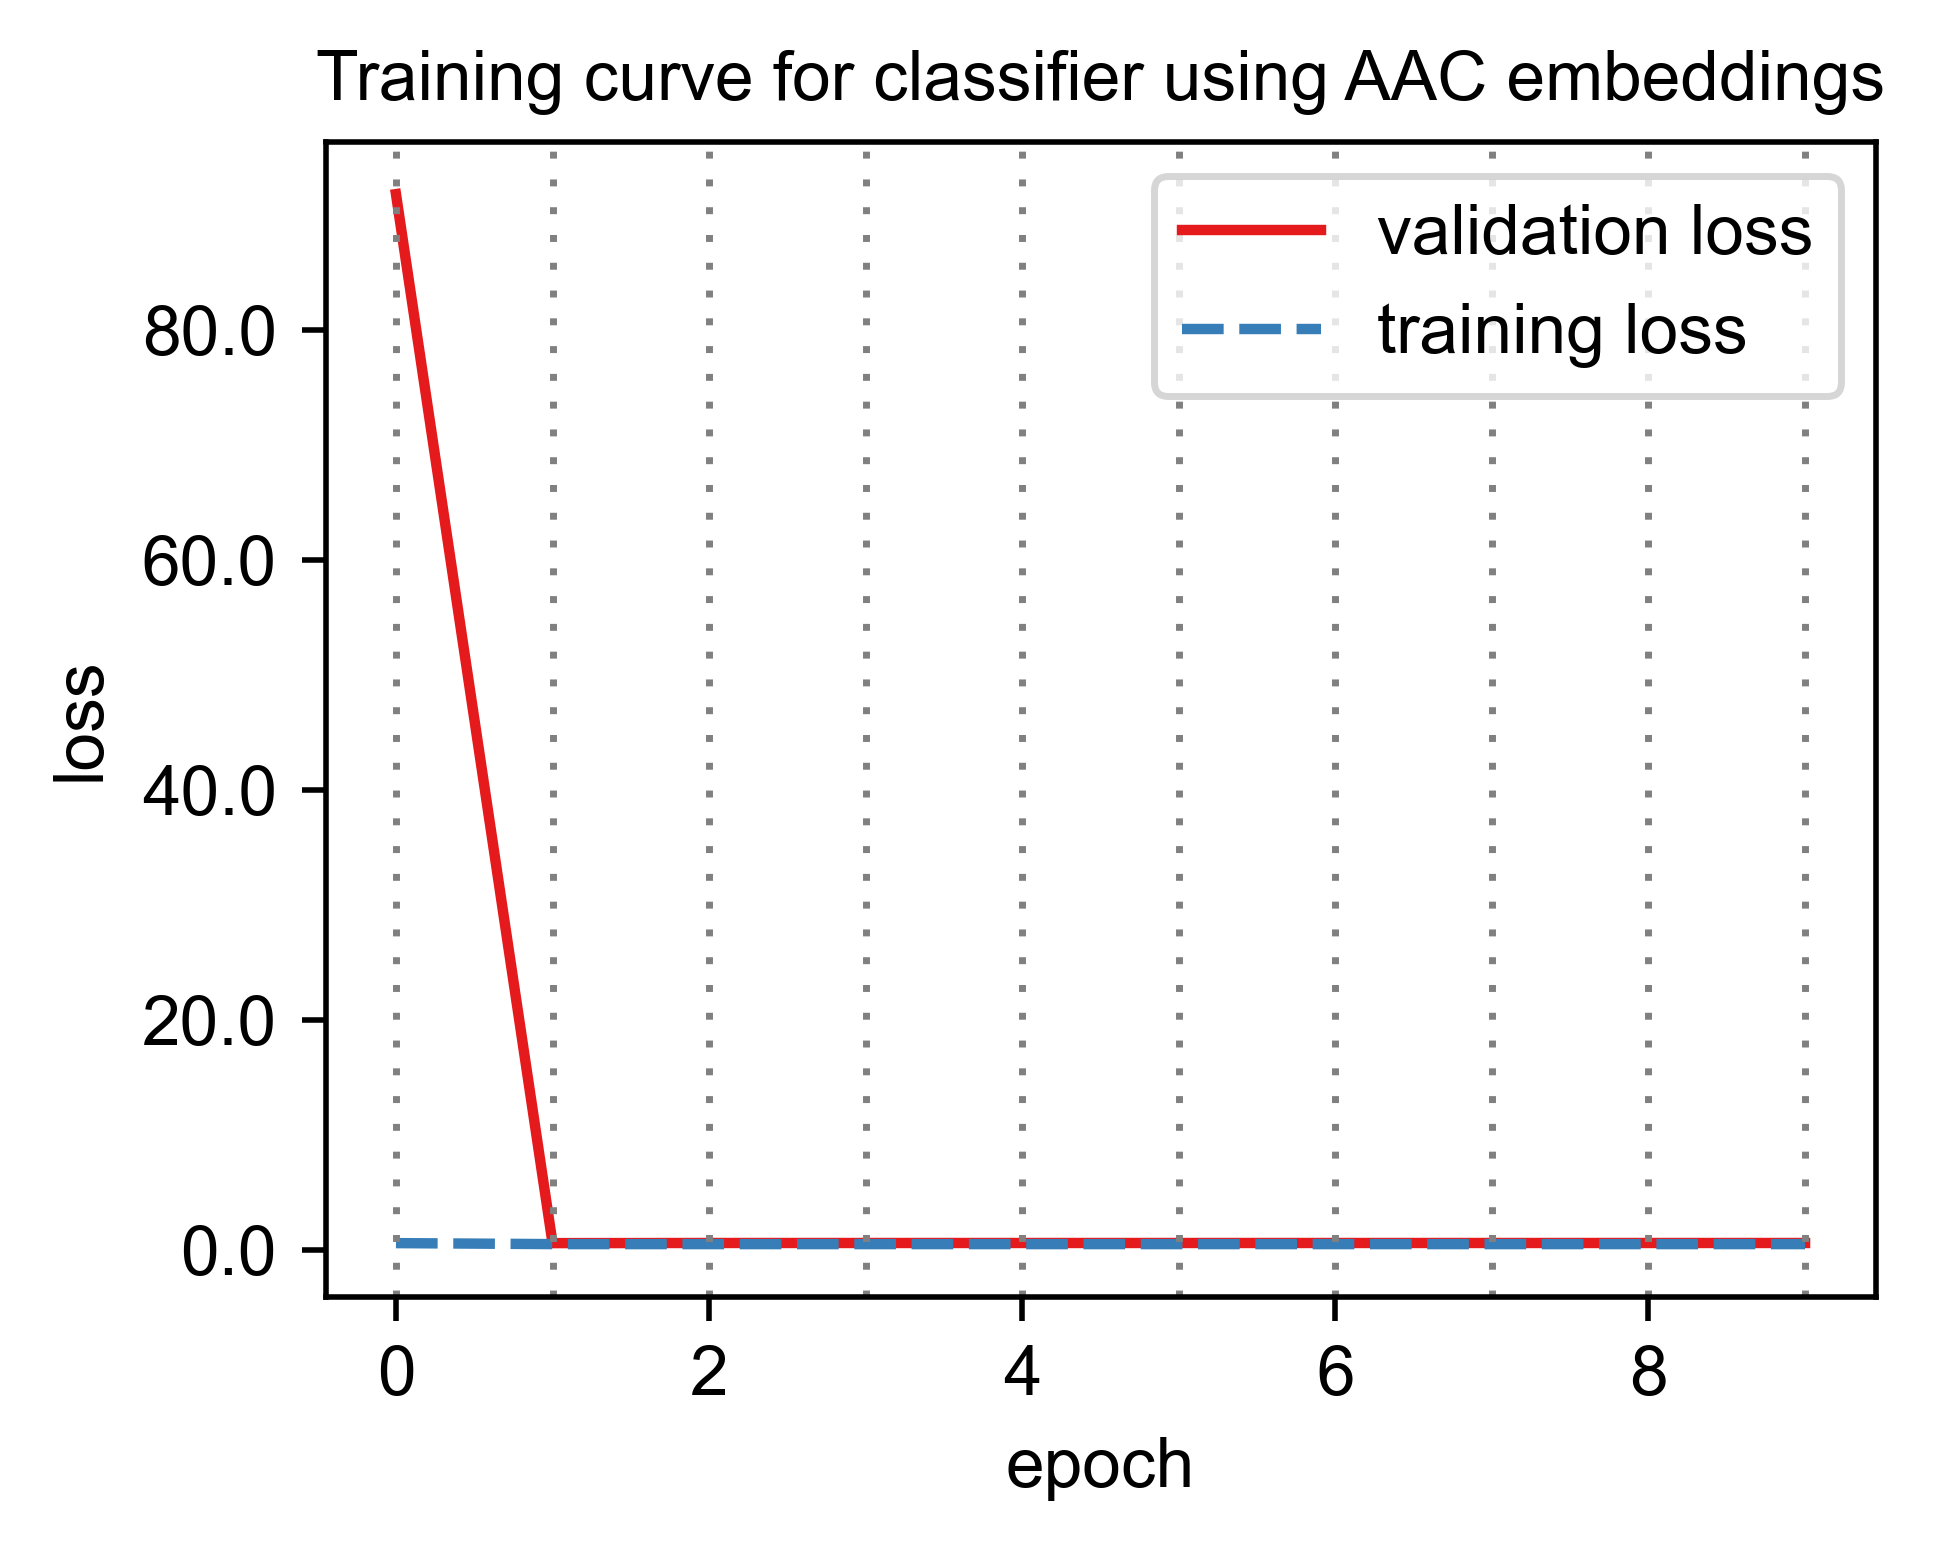 Training curve for classifier using AAC embeddings
validation loss
training loss
80.0
60.0
40.0
20.0
0.0
loss
0
2
4
6
8
epoch